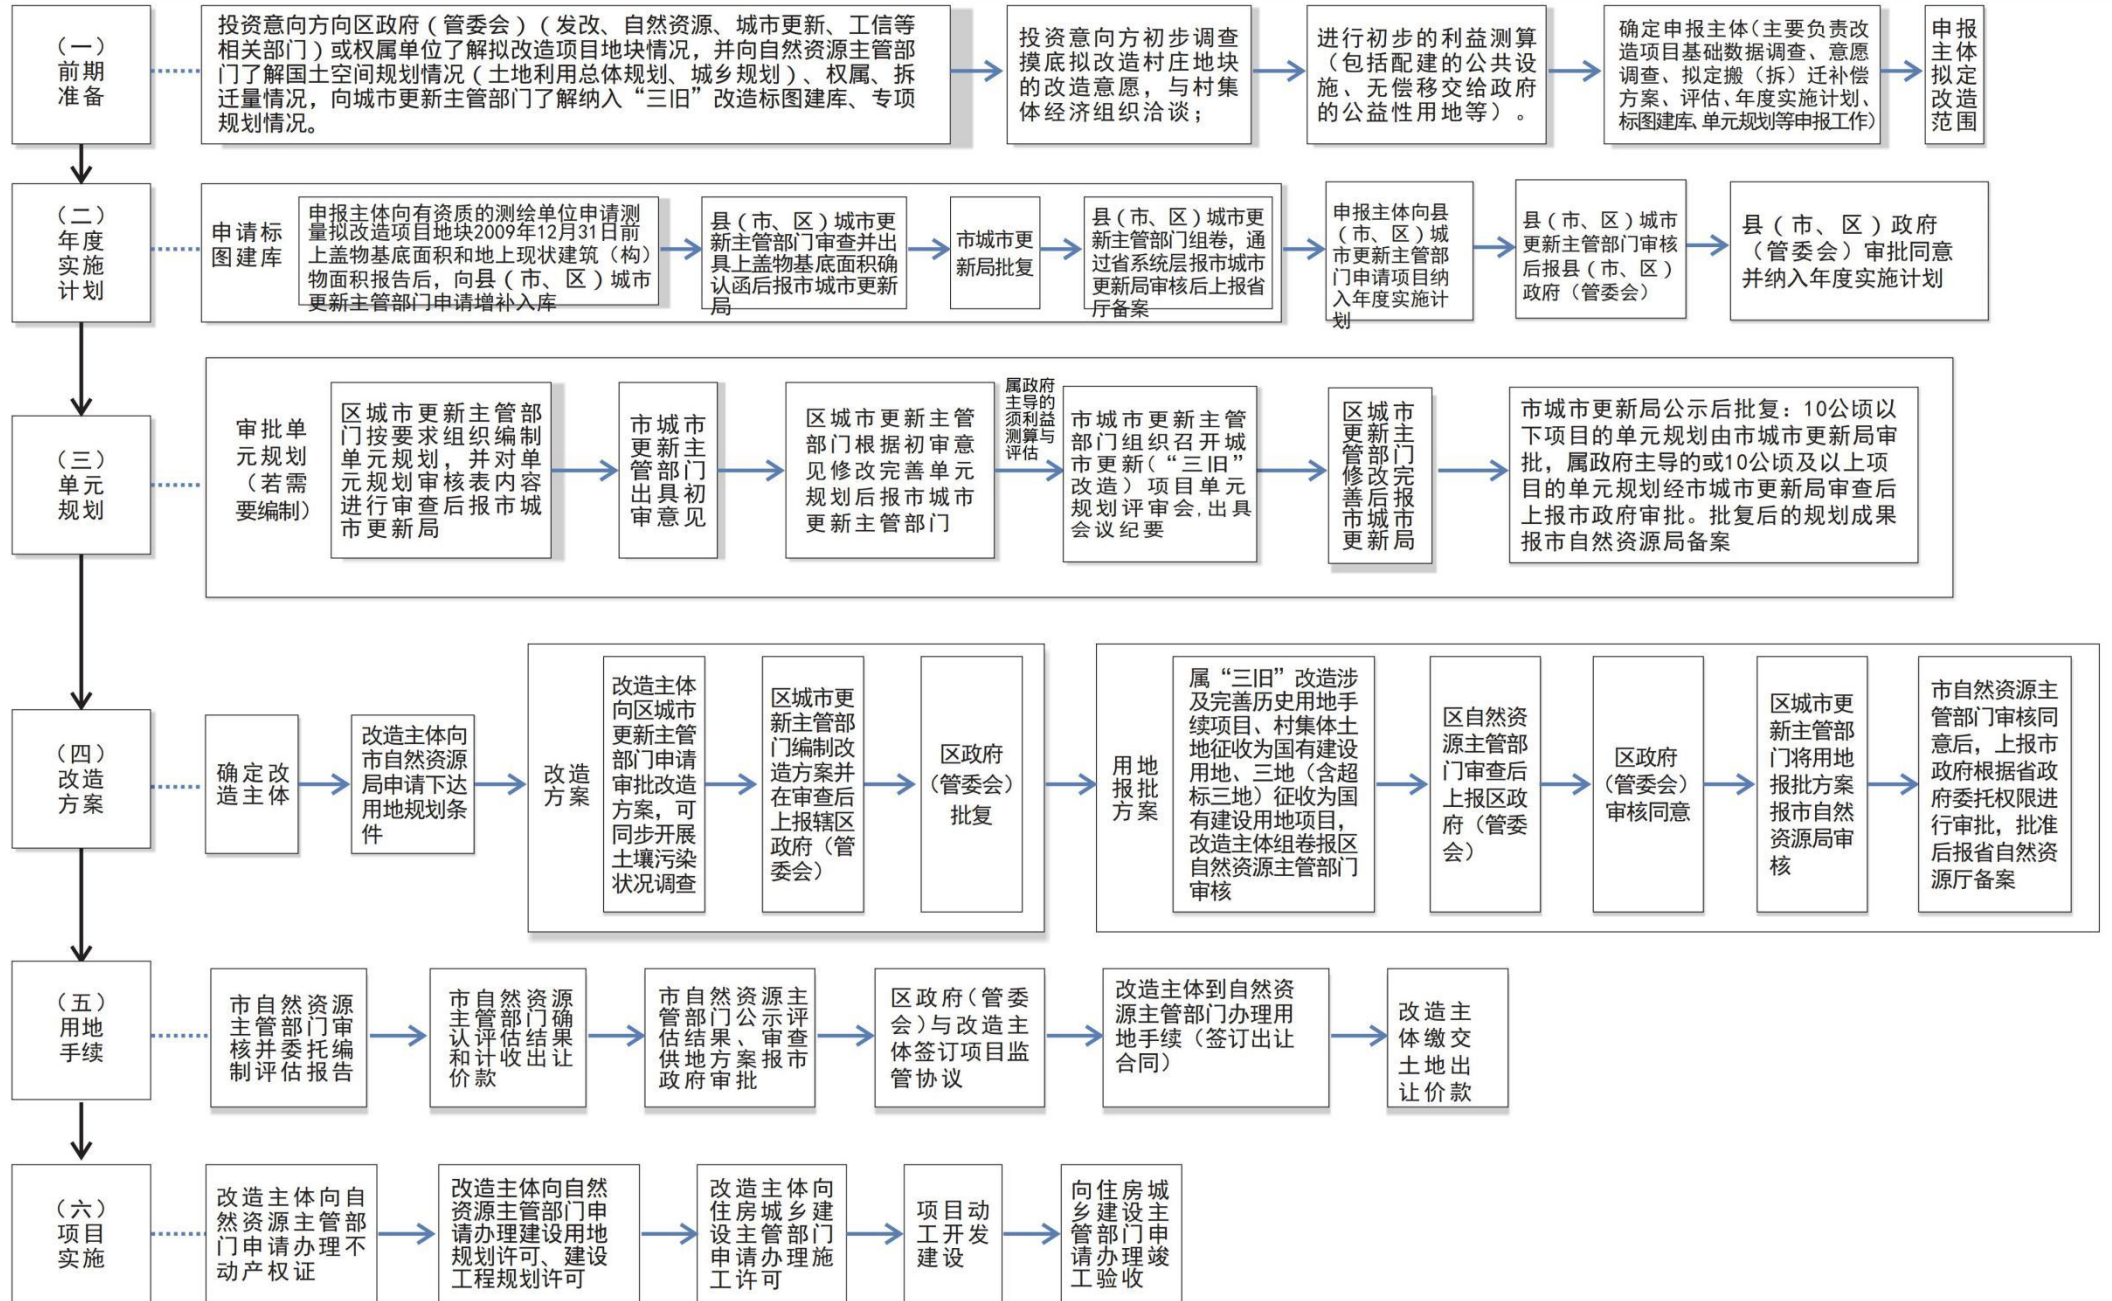 （一）
前期
准备
投资意向方向区政府（管委会）（发改、自然资源、城市更新、工信等
相关部门）或权属单位了解拟改造项目地块情况，并向自然资源主管部
门了解国土空间规划情况（土地利用总体规划、城乡规划）、权属、拆
迁量情况，向城市更新主管部门了解纳入“三旧”改造标图建库、专项
规划情况。
投资意向方初步调查
摸底拟改造村庄地块
的改造意愿，与村集
体经济组织洽谈；
进行初步的利益测算
（包括配建的公共设
施、无偿移交给政府
的公益性用地等）。
确定申报主体(主要负责改
造项目基础数据调查、意愿
调查、拟定搬（拆）迁补偿
方案、评估、年度实施计划、
标图建库、单元规划等申报工作)
申报
主体
拟定
改造
范围
（二）
年度
实施
计划
申请标
图建库
申报主体向有资质的测绘单位申请测
量拟改造项目地块2009年12月31日前
上盖物基底面积和地上现状建筑（构）
物面积报告后，向县（市、区）城市
更新主管部门申请增补入库
县（市、区）城市更
新主管部门审查并出
具上盖物基底面积确
认函后报市城市更新
局
市城市更
新局批复
县（市、区）城市更
新主管部门组卷，通
过省系统层报市城市
更新局审核后上报省
厅备案
申报主体向县
（市、区）城
市更新主管部
门申请项目纳
入年度实施计
划
县（市、区）城市
更新主管部门审核
后报县（市、区）
政府（管委会）
县（市、区）政府
（管委会）审批同意
并纳入年度实施计划
（三）
单元
规划
审批单
元规划
（若需
要编制）
区城市更新主管部
门按要求组织编制
单元规划，并对单
元规划审核表内容
进行审查后报市城
市更新局
市城市
更新主
管部门
出具初
审意见
区城市更新主管
部门根据初审意
见修改完善单元
规划后报市城市
更新主管部门
属政府
主导的
须利益
测算与
评估
市城市更新主管
部门组织召开城
市更新(“三旧”
改造）项目单元
规划评审会,出具
会议纪要
区城市
更新主
管部门
修改完
善后报
市城市
更新局
市城市更新局公示后批复：10公顷以
下项目的单元规划由市城市更新局审
批，属政府主导的或10公顷及以上项
目的单元规划经市城市更新局审查后
上报市政府审批。批复后的规划成果
报市自然资源局备案
（四）
改造
方案
确定改
造主体
改造主体向
市自然资源
局申请下达
用地规划条
件
改造
方案
改造主体
向区城市
更新主管
部门申请
审批改造
方案，可
同步开展
土壤污染
状况调查
区城市更
新主管部
门编制改
造方案并
在审查后
上报辖区
政府（管
委会）
区政府
（管委会）
批复
用地
报批
方案
属“三旧”改造涉
及完善历史用地手
续项目、村集体土
地征收为国有建设
用地、三地（含超
标三地）征收为国
有建设用地项目，
改造主体组卷报区
自然资源主管部门
审核
区自然资
源主管部
门审查后
上报区政
府（管委
会）
区政府
（管委会）
审核同意
区城市更
新主管部
门将用地
报批方案
报市自然
资源局审
核
市自然资源主
管部门审核同
意后，上报市
政府根据省政
府委托权限进
行审批，批准
后报省自然资
源厅备案
（五）
用地
手续
市自然资源
主管部门审
核并委托编
制评估报告
市自然资源
主管部门确
认评估结果
和计收出让
价款
市自然资源主
管部门公示评
估结果、审查
供地方案报市
政府审批
区政府(管委
会)与改造主
体签订项目监
管协议
改造主体到自然资
源主管部门办理用
地手续（签订出让
合同）
改造主
体缴交
土地出
让价款
（六）
项目
实施
改造主体向自
然资源主管部
门申请办理不
动产权证
改造主体向自然
资源主管部门申
请办理建设用地
规划许可、建设
工程规划许可
改造主体向
住房城乡建
设主管部门
申请办理施
工许可
项目动
工开发
建设
向住房城
乡建设主
管部门申
请办理竣
工验收